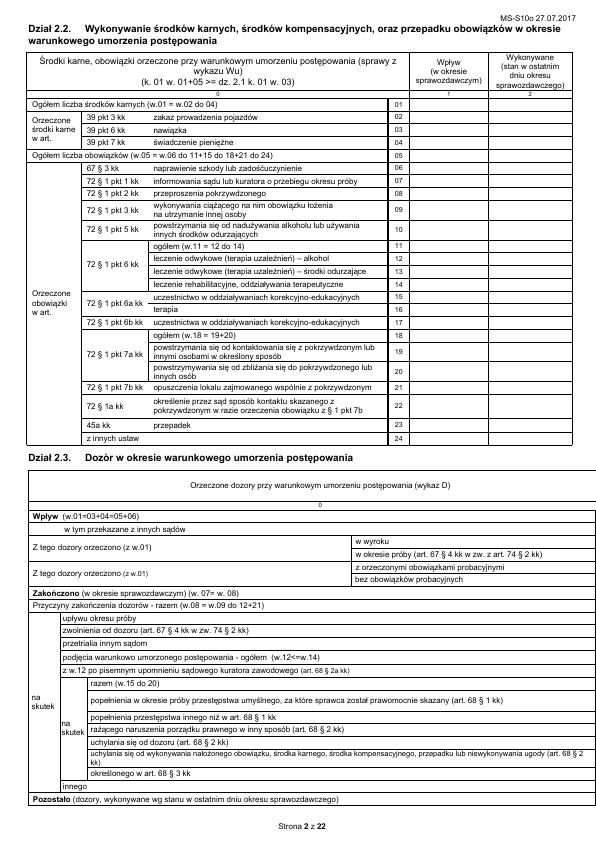 MS-S10o 27.07.2017
Dział 2.2. Wykonywanie środków karnych, środków kompensacyjnych, oraz przepadku obowiązków w okresie
warunkowego umorzenia postępowania
Środki karne, obowiązki orzeczone przy warunkowym umorzeniu postępowania (sprawy z
wykazu Wu)
(k. 01 w. 01+05 >= dz. 2.1 k. 01 w. 03)
Wpływ
(w okresie
sprawozdawczym)
Wykonywane
(stan w ostatnim
dniu okresu
sprawozdawczego)
0 1 2
Ogółem liczba środków karnych (w.01 = w.02 do 04) 01
Orzeczone
środki karne
w art.
39 pkt 3 kk zakaz prowadzenia pojazdów 02
39 pkt 6 kk nawiązka 03
39 pkt 7 kk świadczenie pieniężne 04
Ogółem liczba obowiązków (w.05 = w.06 do 11+15 do 18+21 do 24) 05
Orzeczone
obowiązki
w art.
67 § 3 kk naprawienie szkody lub zadośćuczynienie 06
72 § 1 pkt 1 kk informowania sądu lub kuratora o przebiegu okresu próby 07
72 § 1 pkt 2 kk przeproszenia pokrzywdzonego 08
72 § 1 pkt 3 kk wykonywania ciążącego na nim obowiązku łożenia
na utrzymanie innej osoby 09
72 § 1 pkt 5 kk powstrzymania się od nadużywania alkoholu lub używania
innych środków odurzających 10
72 § 1 pkt 6 kk ogółem (w.11 = 12 do 14) 11
leczenie odwykowe (terapia uzależnień) – alkohol 12
leczenie odwykowe (terapia uzależnień) – środki odurzające 13
leczenie rehabilitacyjne, oddziaływania terapeutyczne 14
72 § 1 pkt 6a kk uczestnictwo w oddziaływaniach korekcyjno-edukacyjnych 15
terapia 16
72 § 1 pkt 6b kk uczestnictwa w oddziaływaniach korekcyjno-edukacyjnych 17
72 § 1 pkt 7a kk ogółem (w.18 = 19+20) 18
powstrzymania się od kontaktowania się z pokrzywdzonym lub
innymi osobami w określony sposób 19
powstrzymywania się od zbliżania się do pokrzywdzonego lub
innych osób 20
72 § 1 pkt 7b kk opuszczenia lokalu zajmowanego wspólnie z pokrzywdzonym 21
72 § 1a kk określenie przez sąd sposób kontaktu skazanego z
pokrzywdzonym w razie orzeczenia obowiązku z § 1 pkt 7b 22
45a kk przepadek 23
z innych ustaw 24
Dział 2.3. Dozór w okresie warunkowego umorzenia postępowania
Orzeczone dozory przy warunkowym umorzeniu postępowania (wykaz D)
0
Wpływ (w.01=03+04=05+06)
w tym przekazane z innych sądów
Z tego dozory orzeczono (z w.01) w wyroku
w okresie próby (art. 67 § 4 kk w zw. z art. 74 § 2 kk)
Z tego dozory orzeczono (z w.01) z orzeczonymi obowiązkami probacyjnymi
bez obowiązków probacyjnych
Zakończono (w okresie sprawozdawczym) (w. 07= w. 08)
Przyczyny zakończenia dozorów - razem (w.08 = w.09 do 12+21)
na
skutek
upływu okresu próby
zwolnienia od dozoru (art. 67 § 4 kk w zw. 74 § 2 kk)
przetrialia innym sądom
podjęcia warunkowo umorzonego postępowania - ogółem (w.12<=w.14)
z w.12 po pisemnym upomnieniu sądowego kuratora zawodowego (art. 68 § 2a kk)
na
skutek
razem (w.15 do 20)
popełnienia w okresie próby przestępstwa umyślnego, za które sprawca został prawomocnie skazany (art. 68 § 1 kk)
popełnienia przestępstwa innego niż w art. 68 § 1 kk
rażącego naruszenia porządku prawnego w inny sposób (art. 68 § 2 kk)
uchylania się od dozoru (art. 68 § 2 kk)
uchylania się od wykonywania nałożonego obowiązku, środka karnego, środka kompensacyjnego, przepadku lub niewykonywania ugody (art. 68 § 2
kk)
określonego w art. 68 § 3 kk
innego
Pozostało (dozory, wykonywane wg stanu w ostatnim dniu okresu sprawozdawczego)
Strona 2 z 22